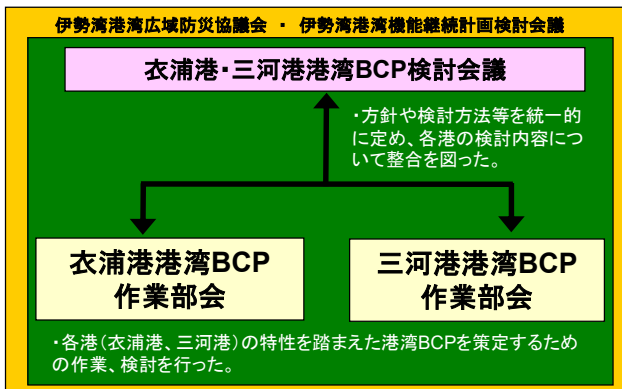 伊勢湾港湾広域防災協議会 ・ 伊勢湾港湾機能継続計画検討会議
衣浦港・三河港港湾BCP検討会議
・方針や検討方法等を統一的
に定め、各港の検討内容につ
いて整合を図った。
衣浦港港湾BCP
作業部会
三河港港湾BCP
作業部会
・各港(衣浦港、三河港)の特性を踏まえた港湾BCPを策定するため
の作業、検討を行った。